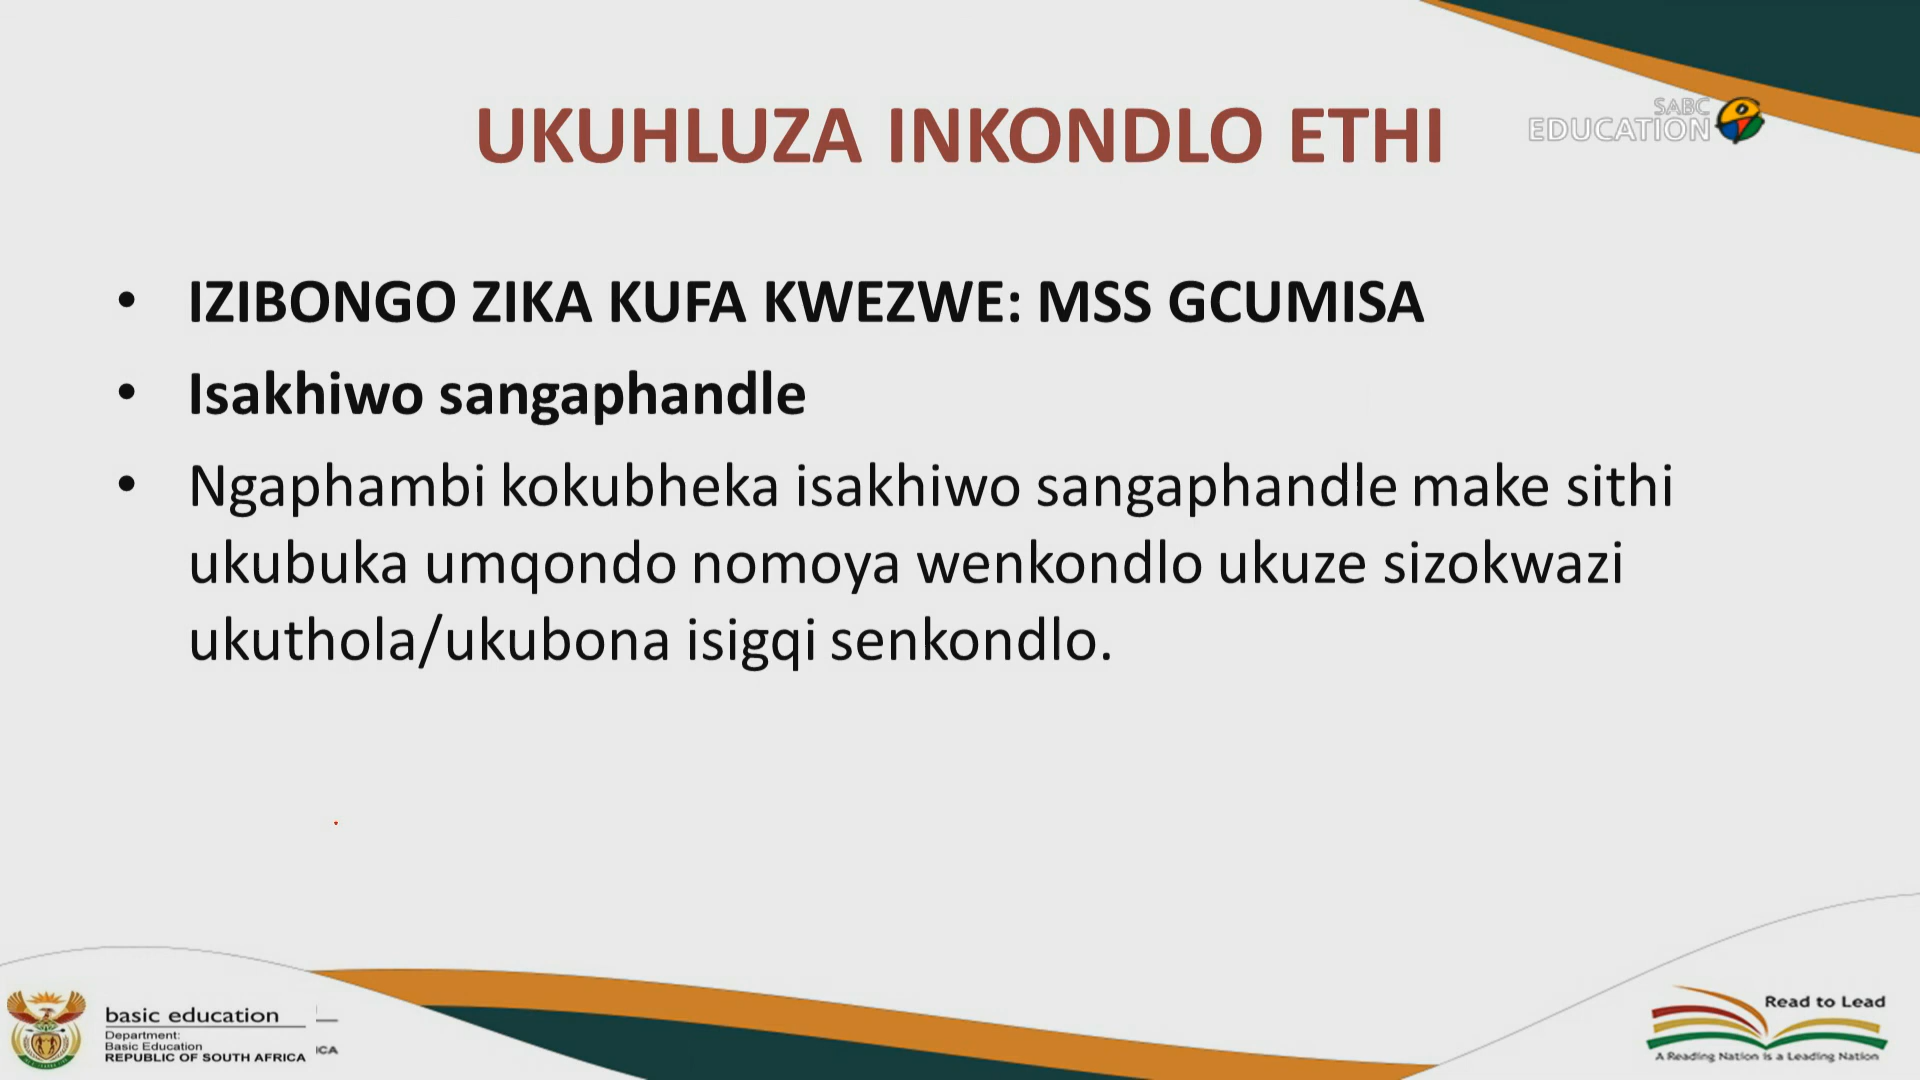 UKUHLUZA INKONDLO ETHI
SABC
EDUCATION
• IZIBONGO ZIKA KUFA KWEZWE: MSS GCUMISA
• Isakhiwo sangaphandle
• Ngaphambi kokubheka isakhiwo sangaphandle make sithi
ukubuka umqondo nomoya wenkondlo ukuze sizokwazi
ukuthola/ukubona isigqi senkondlo.
basic education
Department:
Basic Education
REPUBLIC OF SOUTH AFRICA
ICA
Read to Lead
A Reading Nation is a Leading Nation